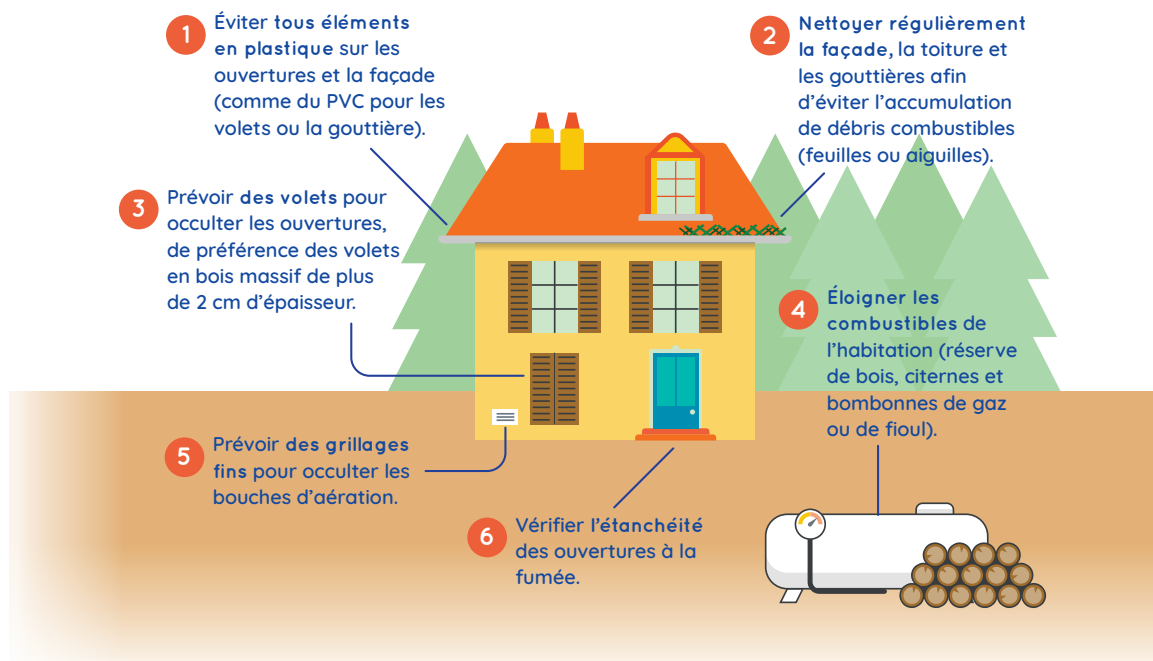 1
Éviter tous éléments
en plastique sur les
ouvertures et la façade
(comme du PVC pour les
volets ou la gouttière).
2
Nettoyer régulièrement
la façade, la toiture et
les gouttières afin
d’éviter l’accumulation
de débris combustibles
(feuilles ou aiguilles).
3
Prévoir des volets pour
occulter les ouvertures,
de préférence des volets
en bois massif de plus
de 2 cm d’épaisseur.
4
Éloigner les
combustibles de
l’habitation (réserve
de bois, citernes et
bombonnes de gaz
ou de fioul).
5
Prévoir des grillages
fins pour occulter les
bouches d’aération.
6
Vérifier l’étanchéité
des ouvertures à la
fumée.